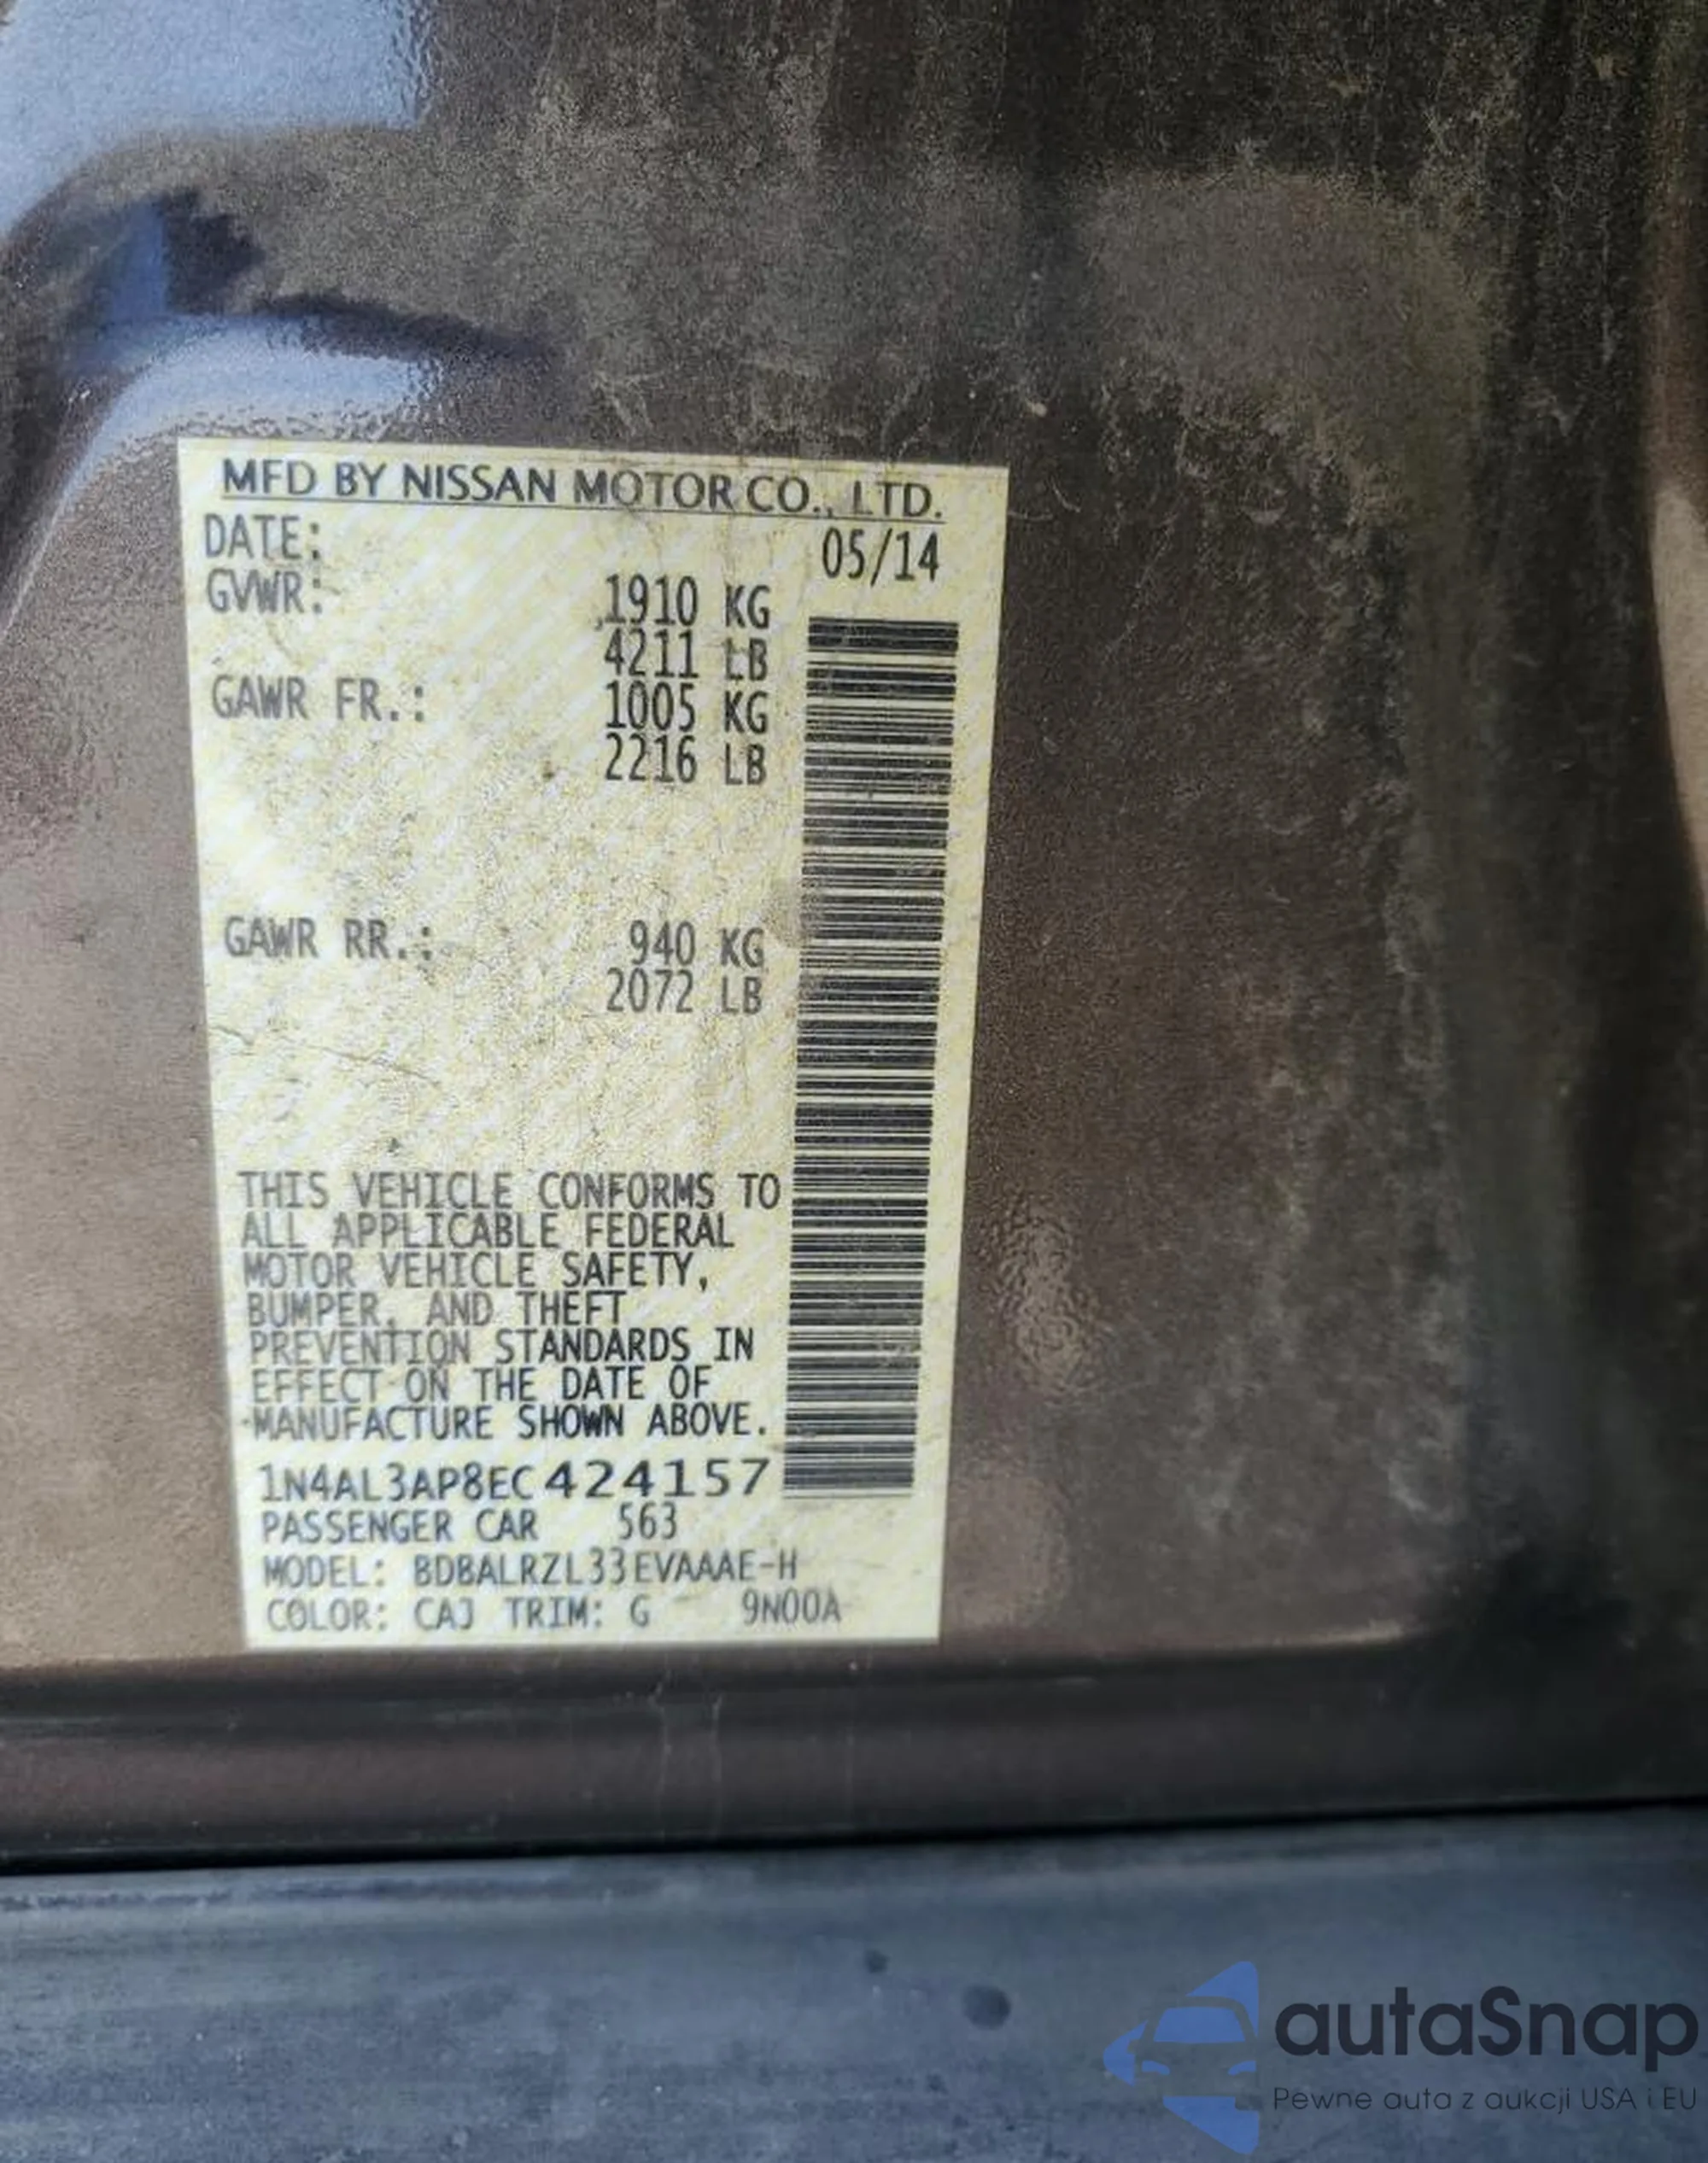 MFD BY NISSAN MOTOR CO., LTD.
DATE: 05/14
GVWR: 1910 KG
4211 LB
GAWR FR.: 1005 KG
2216 LB
GAWR RR.: 940 KG
2072 LB
THIS VEHICLE CONFORMS TO
ALL APPLICABLE FEDERAL
MOTOR VEHICLE SAFETY,
BUMPER, AND THEFT
PREVENTION STANDARDS IN
EFFECT ON THE DATE OF
MANUFACTURE SHOWN ABOVE.
1N4AL3AP8EC424157
PASSENGER CAR 563
MODEL: BDBALRZL33EVAAAE-H
COLOR: CAJ TRIM: G 9N00A
autaSnap
Pewne auta z aukcji USA i EU